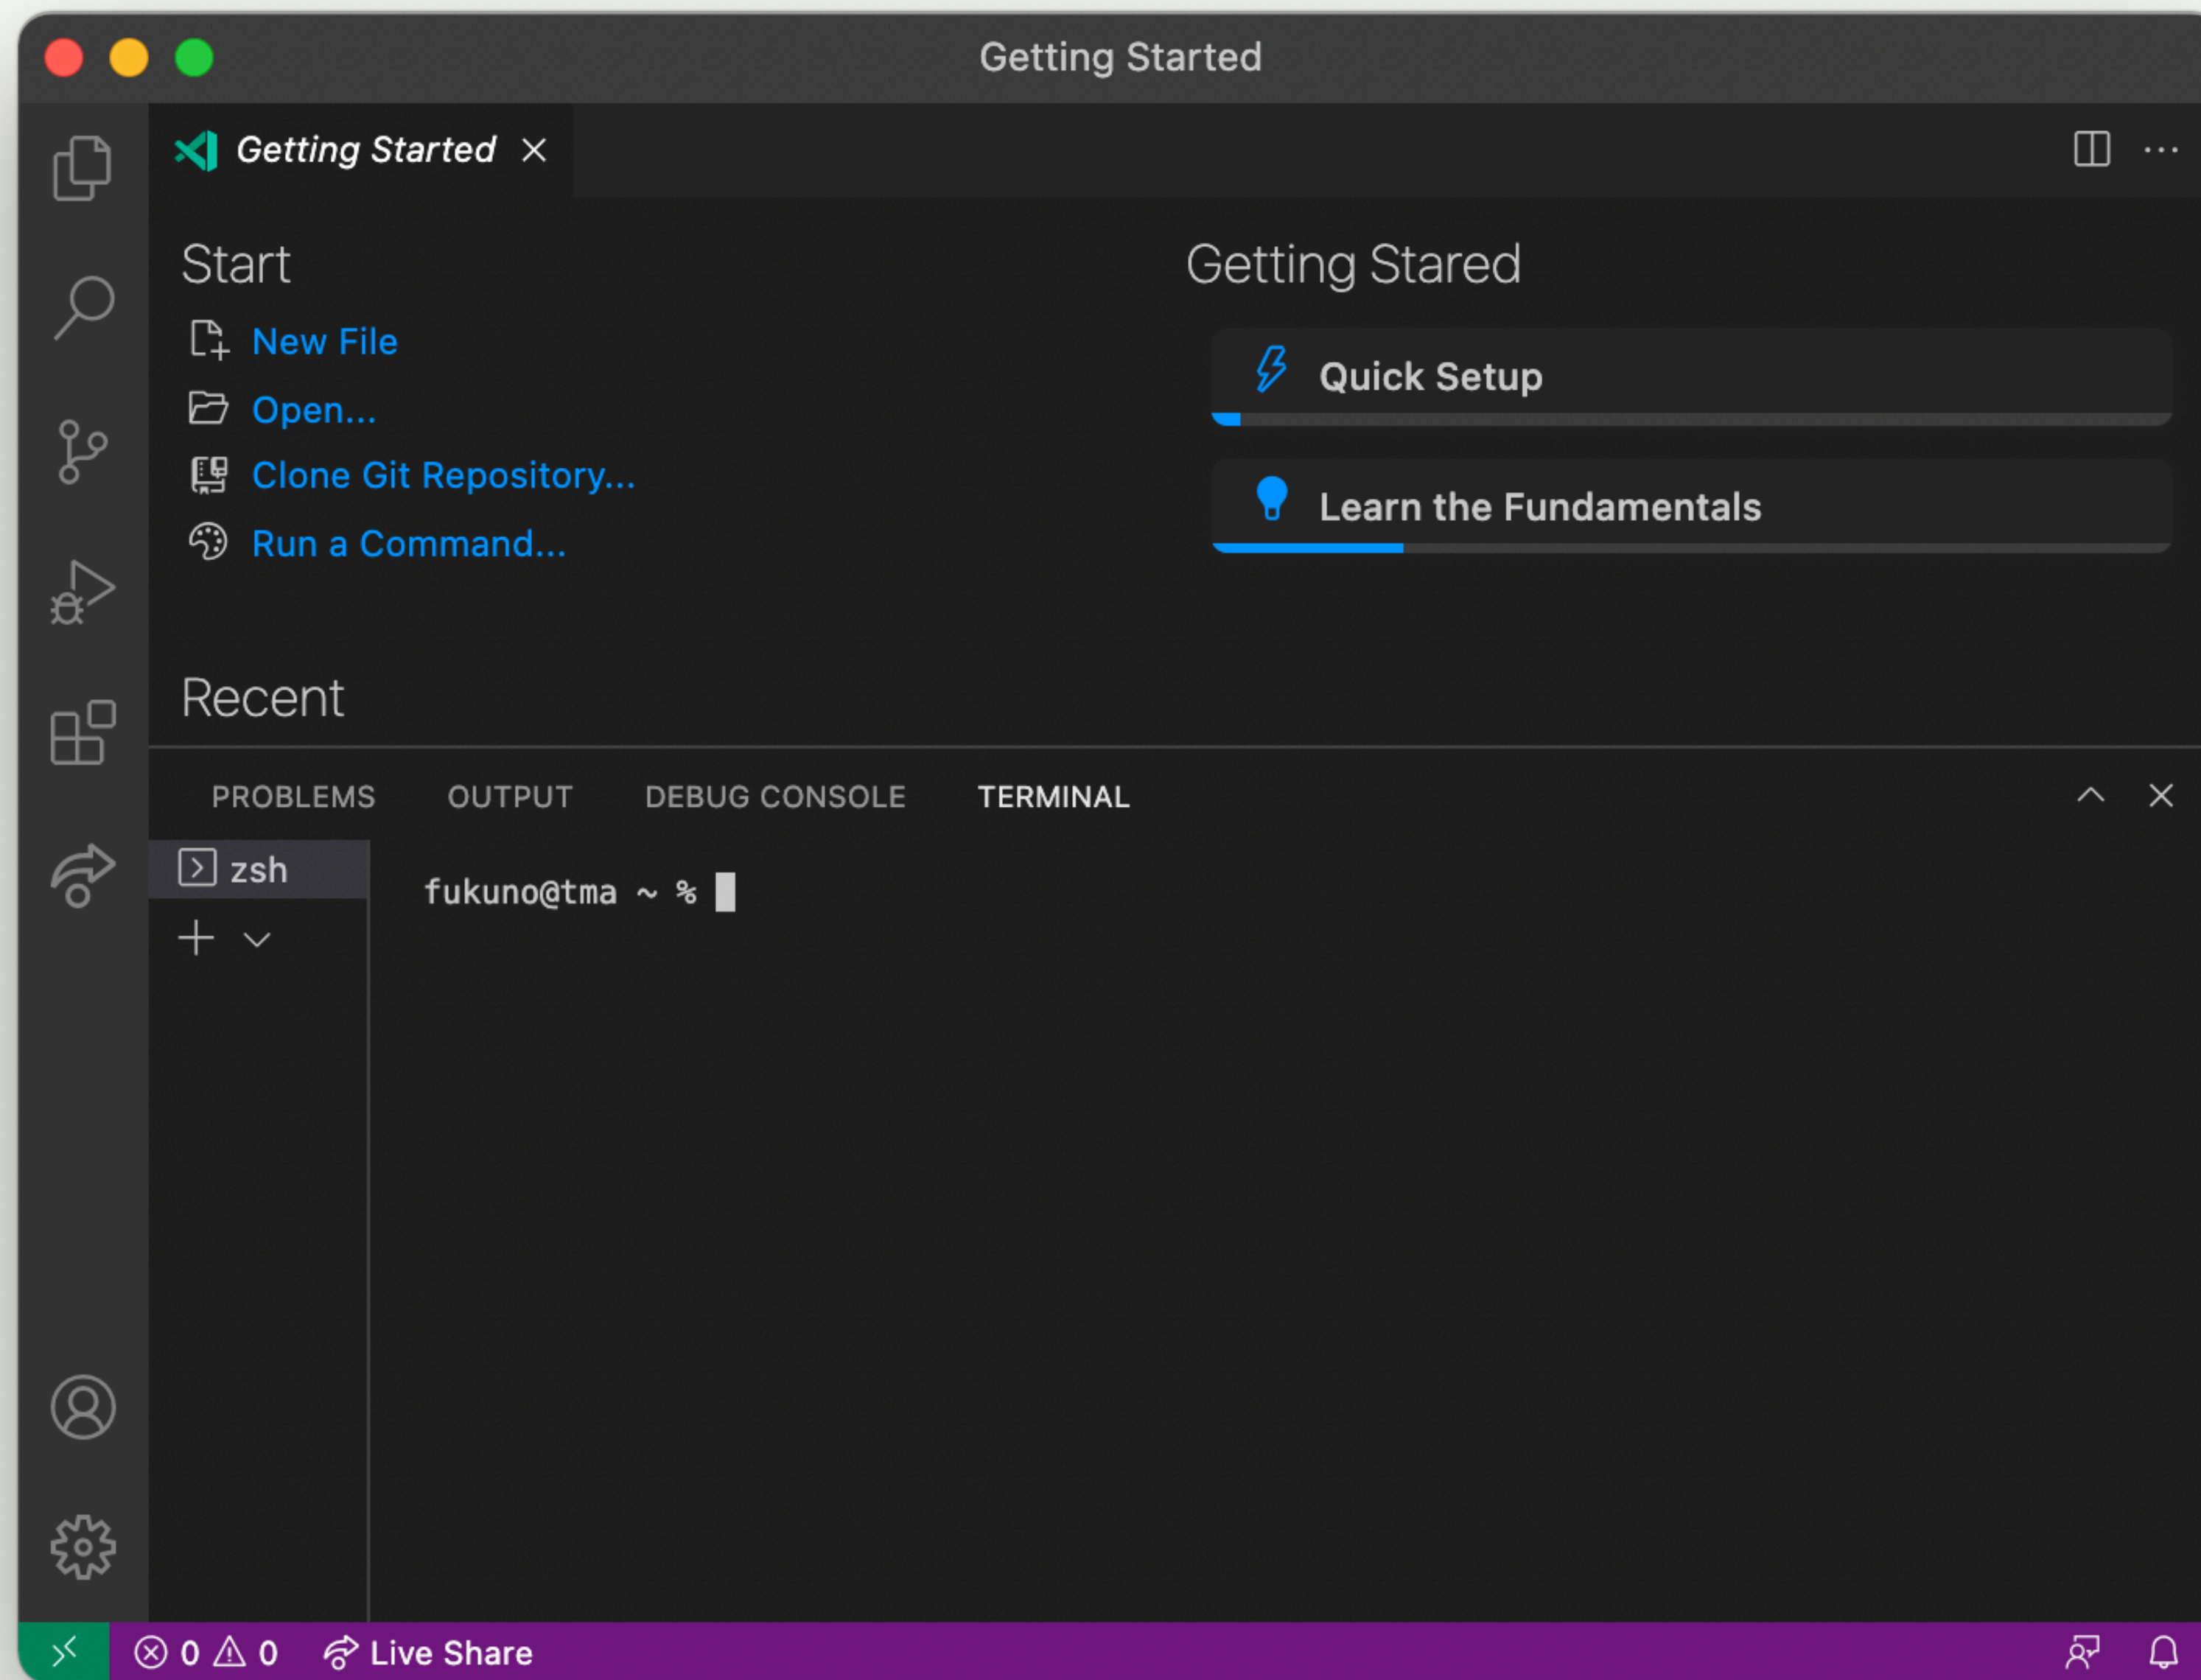 Getting Started
Getting Started
Start
New File
Open...
Clone Git Repository...
Run a Command...
Recent
Getting Stared
Quick Setup
Learn the Fundamentals
PROBLEMS OUTPUT DEBUG CONSOLE TERMINAL
zsh
fukuno@tma ~ %
0 0 Live Share